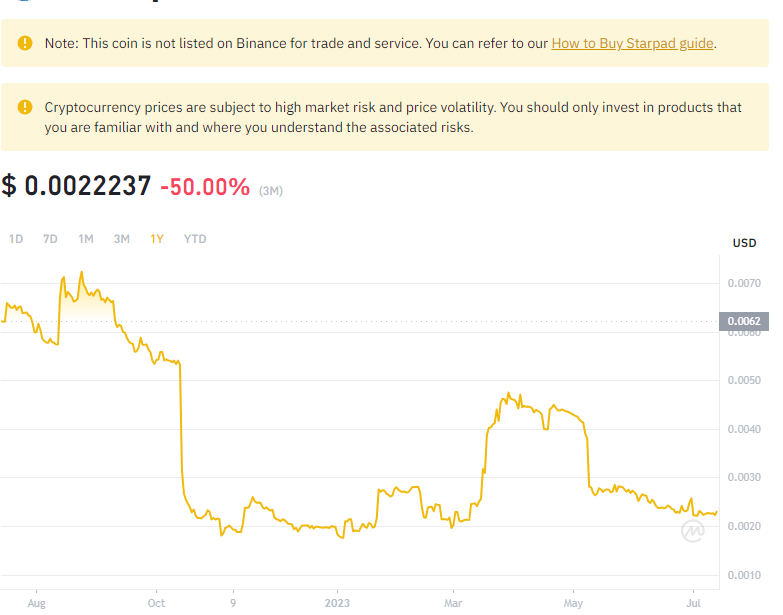 Note: This coin is not listed on Binance for trade and service. You can refer to our How to Buy Starpad guide.
Cryptocurrency prices are subject to high market risk and price volatility. You should only invest in products that
you are familiar with and where you understand the associated risks.
$ 0.0022237 -50.00% (3M)
1D 7D 1M 3M 1Y YTD
USD
0.0070
0.0062
0.0060
0.0050
0.0040
0.0030
0.0020
0.0010
Aug Oct 9 2023 Mar May Jul